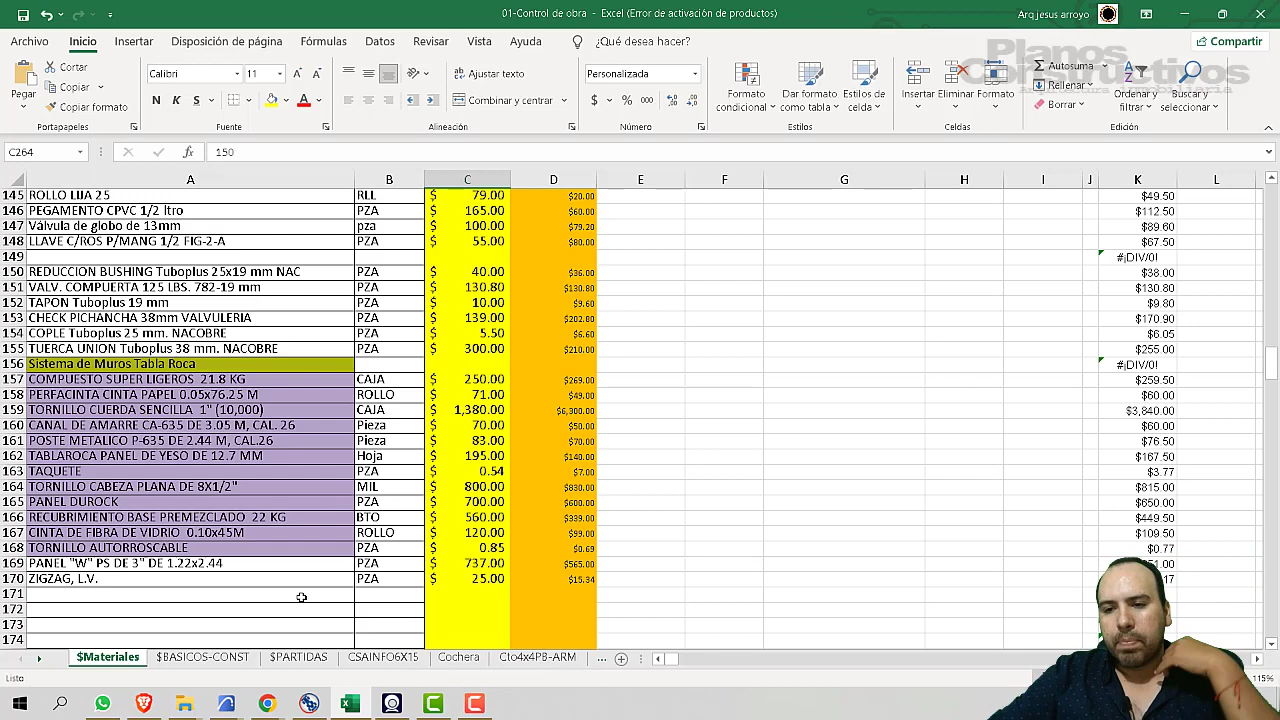 01-Control de obra - Excel (Error de activación de productos)
Arq jesus arroyo
Archivo Inicio Insertar Disposición de página Fórmulas Datos Revisar Vista Ayuda ¿Qué desea hacer? Compartir
Planos Constructivos
Pegar
Cortar
Copiar
Copiar formato
Calibri 11
N K S
Ajustar texto
Combinar y centrar
Personalizada
$ % 000
Formato condicional
Dar formato como tabla
Estilos de celda
Insertar Eliminar Formato
Autosuma
Rellenar
Borrar
Ordenar y filtrar
Buscar y seleccionar
Portapapeles Fuente Alineación Número Estilos Celdas Edición
C264 fx 150
A B C D E F G H I J K L
145 ROLLO LIJA 25 RLL $ 79.00 $20.00 $49.50
146 PEGAMENTO CPVC 1/2 ltro PZA $ 165.00 $60.00 $112.50
147 Válvula de globo de 13mm pza $ 100.00 $79.20 $89.60
148 LLAVE C/ROS P/MANG 1/2 FIG-2-A PZA $ 55.00 $80.00 $67.50
149 #¡DIV/0!
150 REDUCCION BUSHING Tuboplus 25x19 mm NAC PZA $ 40.00 $36.00 $38.00
151 VALV. COMPUERTA 125 LBS. 782-19 mm PZA $ 130.80 $130.80 $130.80
152 TAPON Tuboplus 19 mm PZA $ 10.00 $9.60 $9.80
153 CHECK PICHANCHA 38mm VALVULERIA PZA $ 139.00 $202.80 $170.90
154 COPLE Tuboplus 25 mm. NACOBRE PZA $ 5.50 $6.60 $6.05
155 TUERCA UNION Tuboplus 38 mm. NACOBRE PZA $ 300.00 $210.00 $255.00
156 Sistema de Muros Tabla Roca #¡DIV/0!
157 COMPUESTO SUPER LIGEROS 21.8 KG CAJA $ 250.00 $269.00 $259.50
158 PERFACINTA CINTA PAPEL 0.05x76.25 M ROLLO $ 71.00 $49.00 $60.00
159 TORNILLO CUERDA SENCILLA 1" (10,000) CAJA $ 1,380.00 $6,300.00 $3,840.00
160 CANAL DE AMARRE CA-635 DE 3.05 M, CAL. 26 Pieza $ 70.00 $50.00 $60.00
161 POSTE METALICO P-635 DE 2.44 M, CAL.26 Pieza $ 83.00 $70.00 $76.50
162 TABLAROCA PANEL DE YESO DE 12.7 MM Hoja $ 195.00 $140.00 $167.50
163 TAQUETE PZA $ 0.54 $7.00 $3.77
164 TORNILLO CABEZA PLANA DE 8X1/2" MIL $ 800.00 $830.00 $815.00
165 PANEL DUROCK PZA $ 700.00 $600.00 $650.00
166 RECUBRIMIENTO BASE PREMEZCLADO 22 KG BTO $ 560.00 $339.00 $449.50
167 CINTA DE FIBRA DE VIDRIO 0.10x45M ROLLO $ 120.00 $99.00 $109.50
168 TORNILLO AUTORROSCABLE PZA $ 0.85 $0.69 $0.77
169 PANEL "W" PS DE 3" DE 1.22x2.44 PZA $ 737.00 $565.00
170 ZIGZAG, L.V. PZA $ 25.00 $15.34
171
172
173
174
$Materiales $BASICOS-CONST $PARTIDAS CSAINFO6X15 Cochera Cto4x4PB-ARM ...
Listo 115%